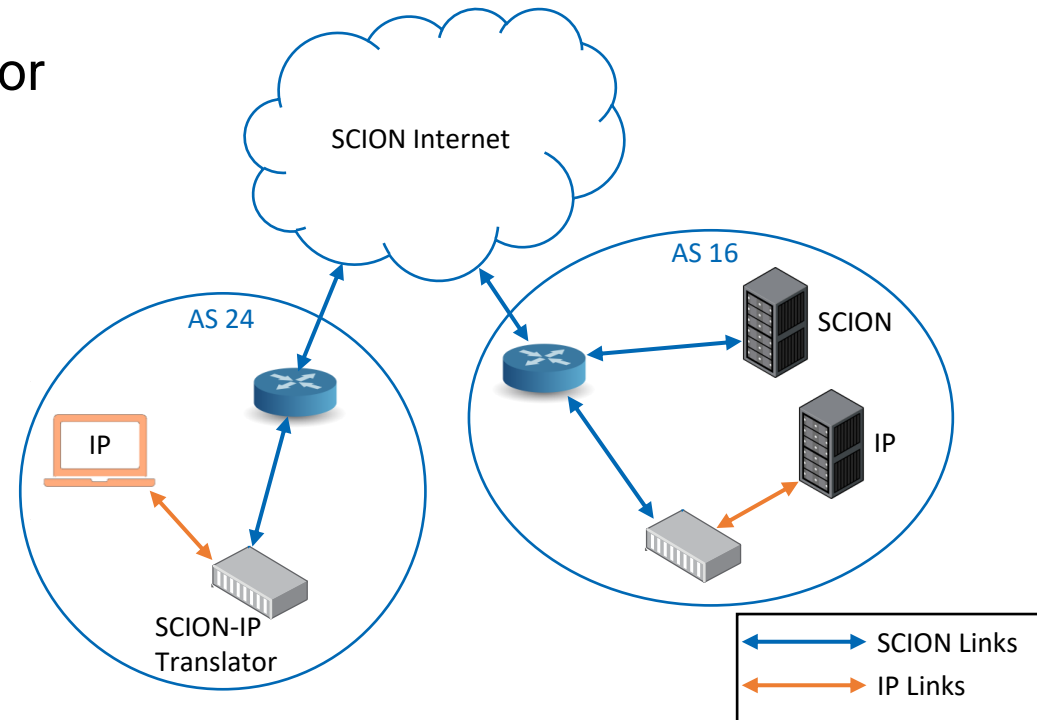 or
SCION Internet
AS 16
AS 24
SCION
IP
IP
SCION-IP
Translator
SCION Links
IP Links